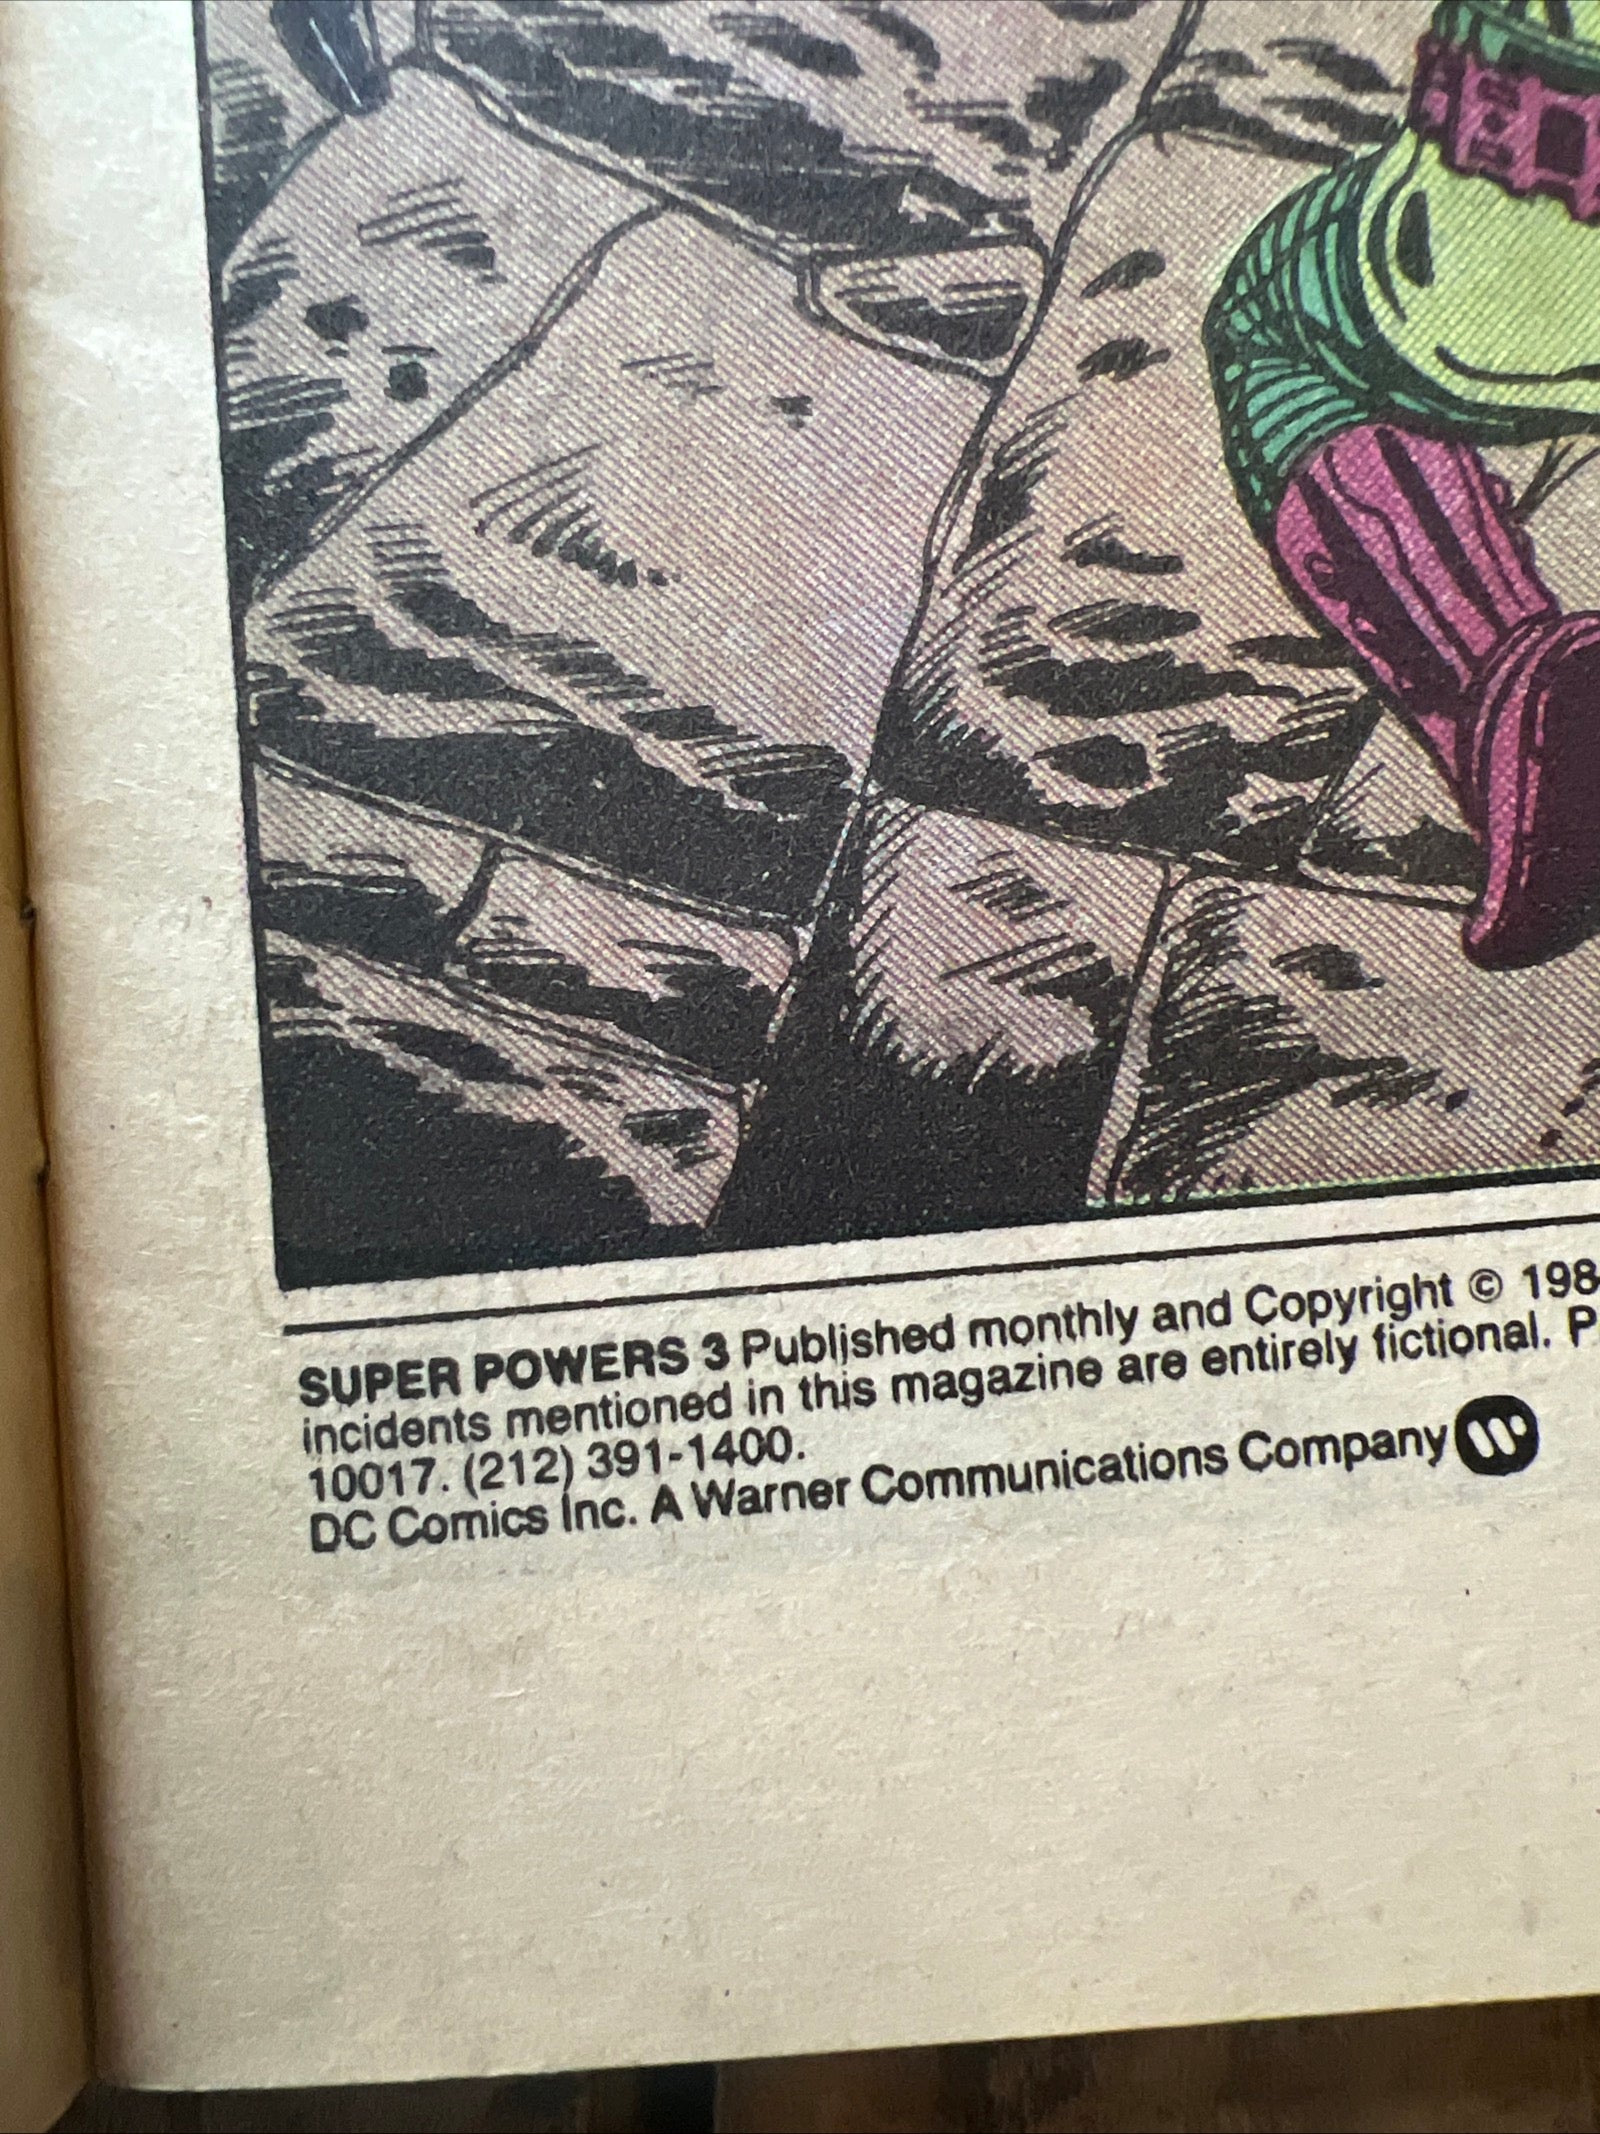 SUPER POWERS 3 Published monthly and Copyright © 198
incidents mentioned in this magazine are entirely fictional. P
10017. (212) 391-1400.
DC Comics Inc. A Warner Communications Company